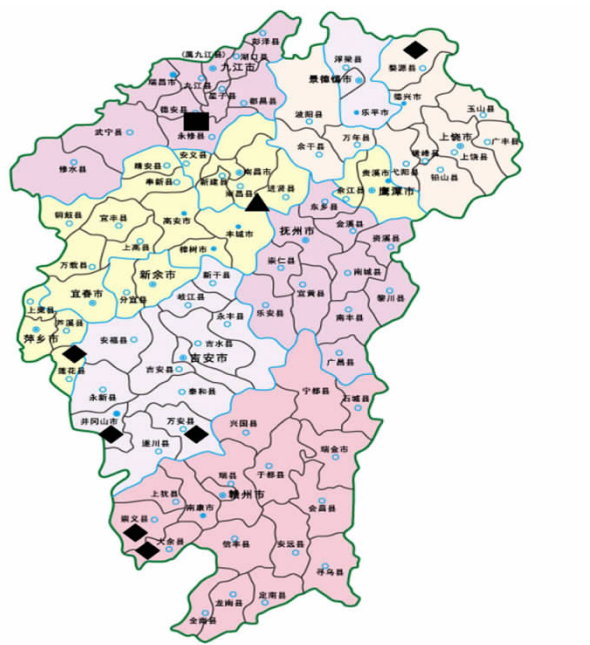 彭泽县
(属九江县)
湖口县
九江市
瑞昌市
九江县
星子县
都昌县
德安县
永修县
武宁县
修水县
浮梁县
景德镇市
乐平市
婺源县
德兴市
玉山县
上饶市
广丰县
上饶县
铅山县
弋阳县
波阳县
万年县
余干县
贵溪市
余江县
鹰潭市
安义县
靖安县
奉新县
新建县
南昌市
南昌县
进贤县
东乡县
铜鼓县
宜丰县
高安市
丰城市
上高县
樟树市
万载县
新余市
宜春市
分宜县
新干县
上栗县
芦溪县
萍乡市
莲花县
抚州市
金溪县
资溪县
崇仁县
南城县
宜黄县
黎川县
乐安县
南丰县
广昌县
峡江县
永丰县
安福县
吉水县
吉安市
吉安县
永新县
泰和县
井冈山市
万安县
遂川县
宁都县
石城县
兴国县
瑞金市
于都县
赣州市
上犹县
南康市
会昌县
崇义县
大余县
信丰县
安远县
寻乌县
龙南县
定南县
全南县